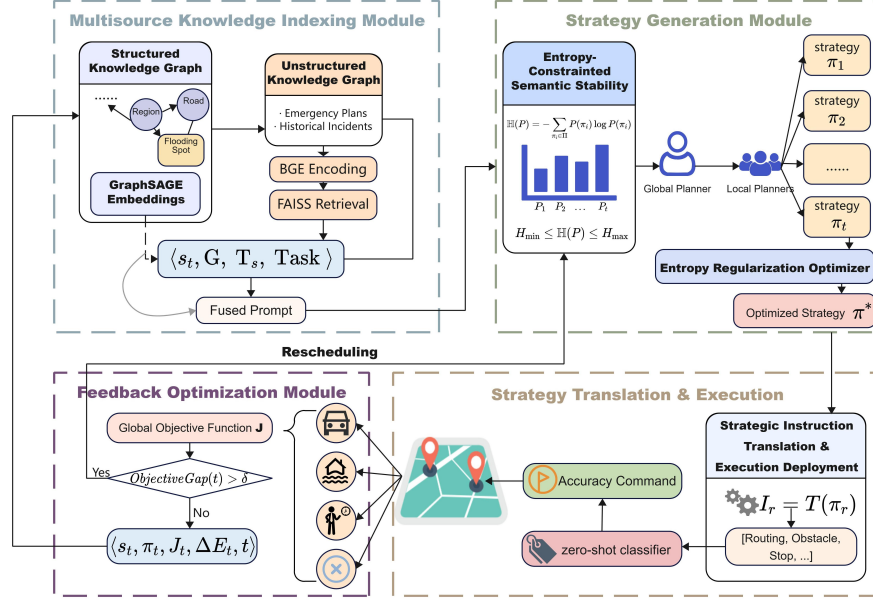 Multisource Knowledge Indexing Module
Structured
Knowledge Graph
......
Region
Road
Flooding
Spot
GraphSAGE
Embeddings
Unstructured
Knowledge Graph
· Emergency Plans
· Historical Incidents
BGE Encoding
FAISS Retrieval
⟨s_t, G, T_s, Task⟩
Fused Prompt
Strategy Generation Module
Entropy-
Constrainted
Semantic Stability
ℍ(P) = − ∑_{π_i∈Π} P(π_i) log P(π_i)
P_1 P_2 ... P_t
H_min ≤ ℍ(P) ≤ H_max
Global Planner
Local Planners
strategy
π_1
strategy
π_2
......
strategy
π_t
Entropy Regularization Optimizer
Optimized Strategy π*
Rescheduling
Feedback Optimization Module
Global Objective Function J
Yes
ObjectiveGap(t) > δ
No
⟨s_t, π_t, J_t, ΔE_t, t⟩
Strategy Translation & Execution
Accuracy Command
zero-shot classifier
Strategic Instruction
Translation &
Execution Deployment
I_r = T(π_r)
[Routing, Obstacle,
Stop, ...]